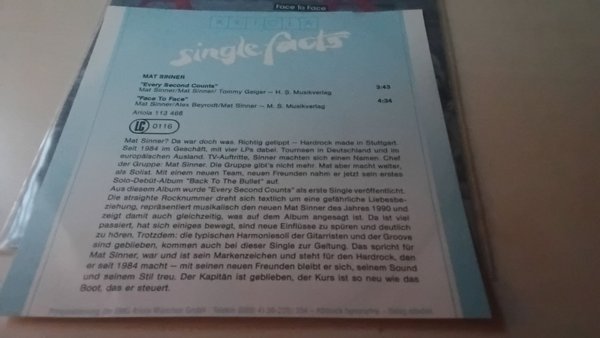 Face To Face
ARIOLA
single facts
MAT SINNER
"Every Second Counts" 3:43
Mat Sinner/Mat Sinner/ Tommy Geiger — H. S. Musikverlag
"Face To Face" 4:34
Mat Sinner/Alex Beyrodt/Mat Sinner — M. S. Musikverlag
Ariola 112 468
LC 0116
Mat Sinner? Da war doch was. Richtig getippt — Hardrock made in Stuttgart.
Seit 1984 im Geschäft, mit vier LPs dabei. Tourneen in Deutschland und im
europäischen Ausland. TV-Auftritte, Sinner machten sich einen Namen. Chef
der Gruppe: Mat Sinner. Die Gruppe gibt's nicht mehr. Mat aber macht weiter,
als Solist. Mit einem neuen Team, neuen Freunden nahm er jetzt sein erstes
Solo-Debüt-Album "Back To The Bullet" auf.
Aus diesem Album wurde "Every Second Counts" als erste Single veröffentlicht.
Die straighte Rocknummer dreht sich textlich um eine gefährliche Liebesbe-
ziehung, repräsentiert musikalisch den neuen Mat Sinner des Jahres 1990 und
zeigt damit auch gleichzeitig, was auf dem Album angesagt ist. Da ist viel
passiert, hat sich einiges bewegt, sind neue Einflüsse zu spüren und deutlich
zu hören. Trotzdem: die typischen Harmoniesoli der Gitarristen und der Groove
sind geblieben, kommen auch bei dieser Single zur Geltung. Das spricht für
Mat Sinner, war und ist sein Markenzeichen und steht für den Hardrock, den
er seit 1984 macht — mit seinen neuen Freunden bleibt er sich, seinem Sound
und seinem Stil treu. Der Kapitän ist geblieben, der Kurs ist so neu wie das
Boot, das er steuert.